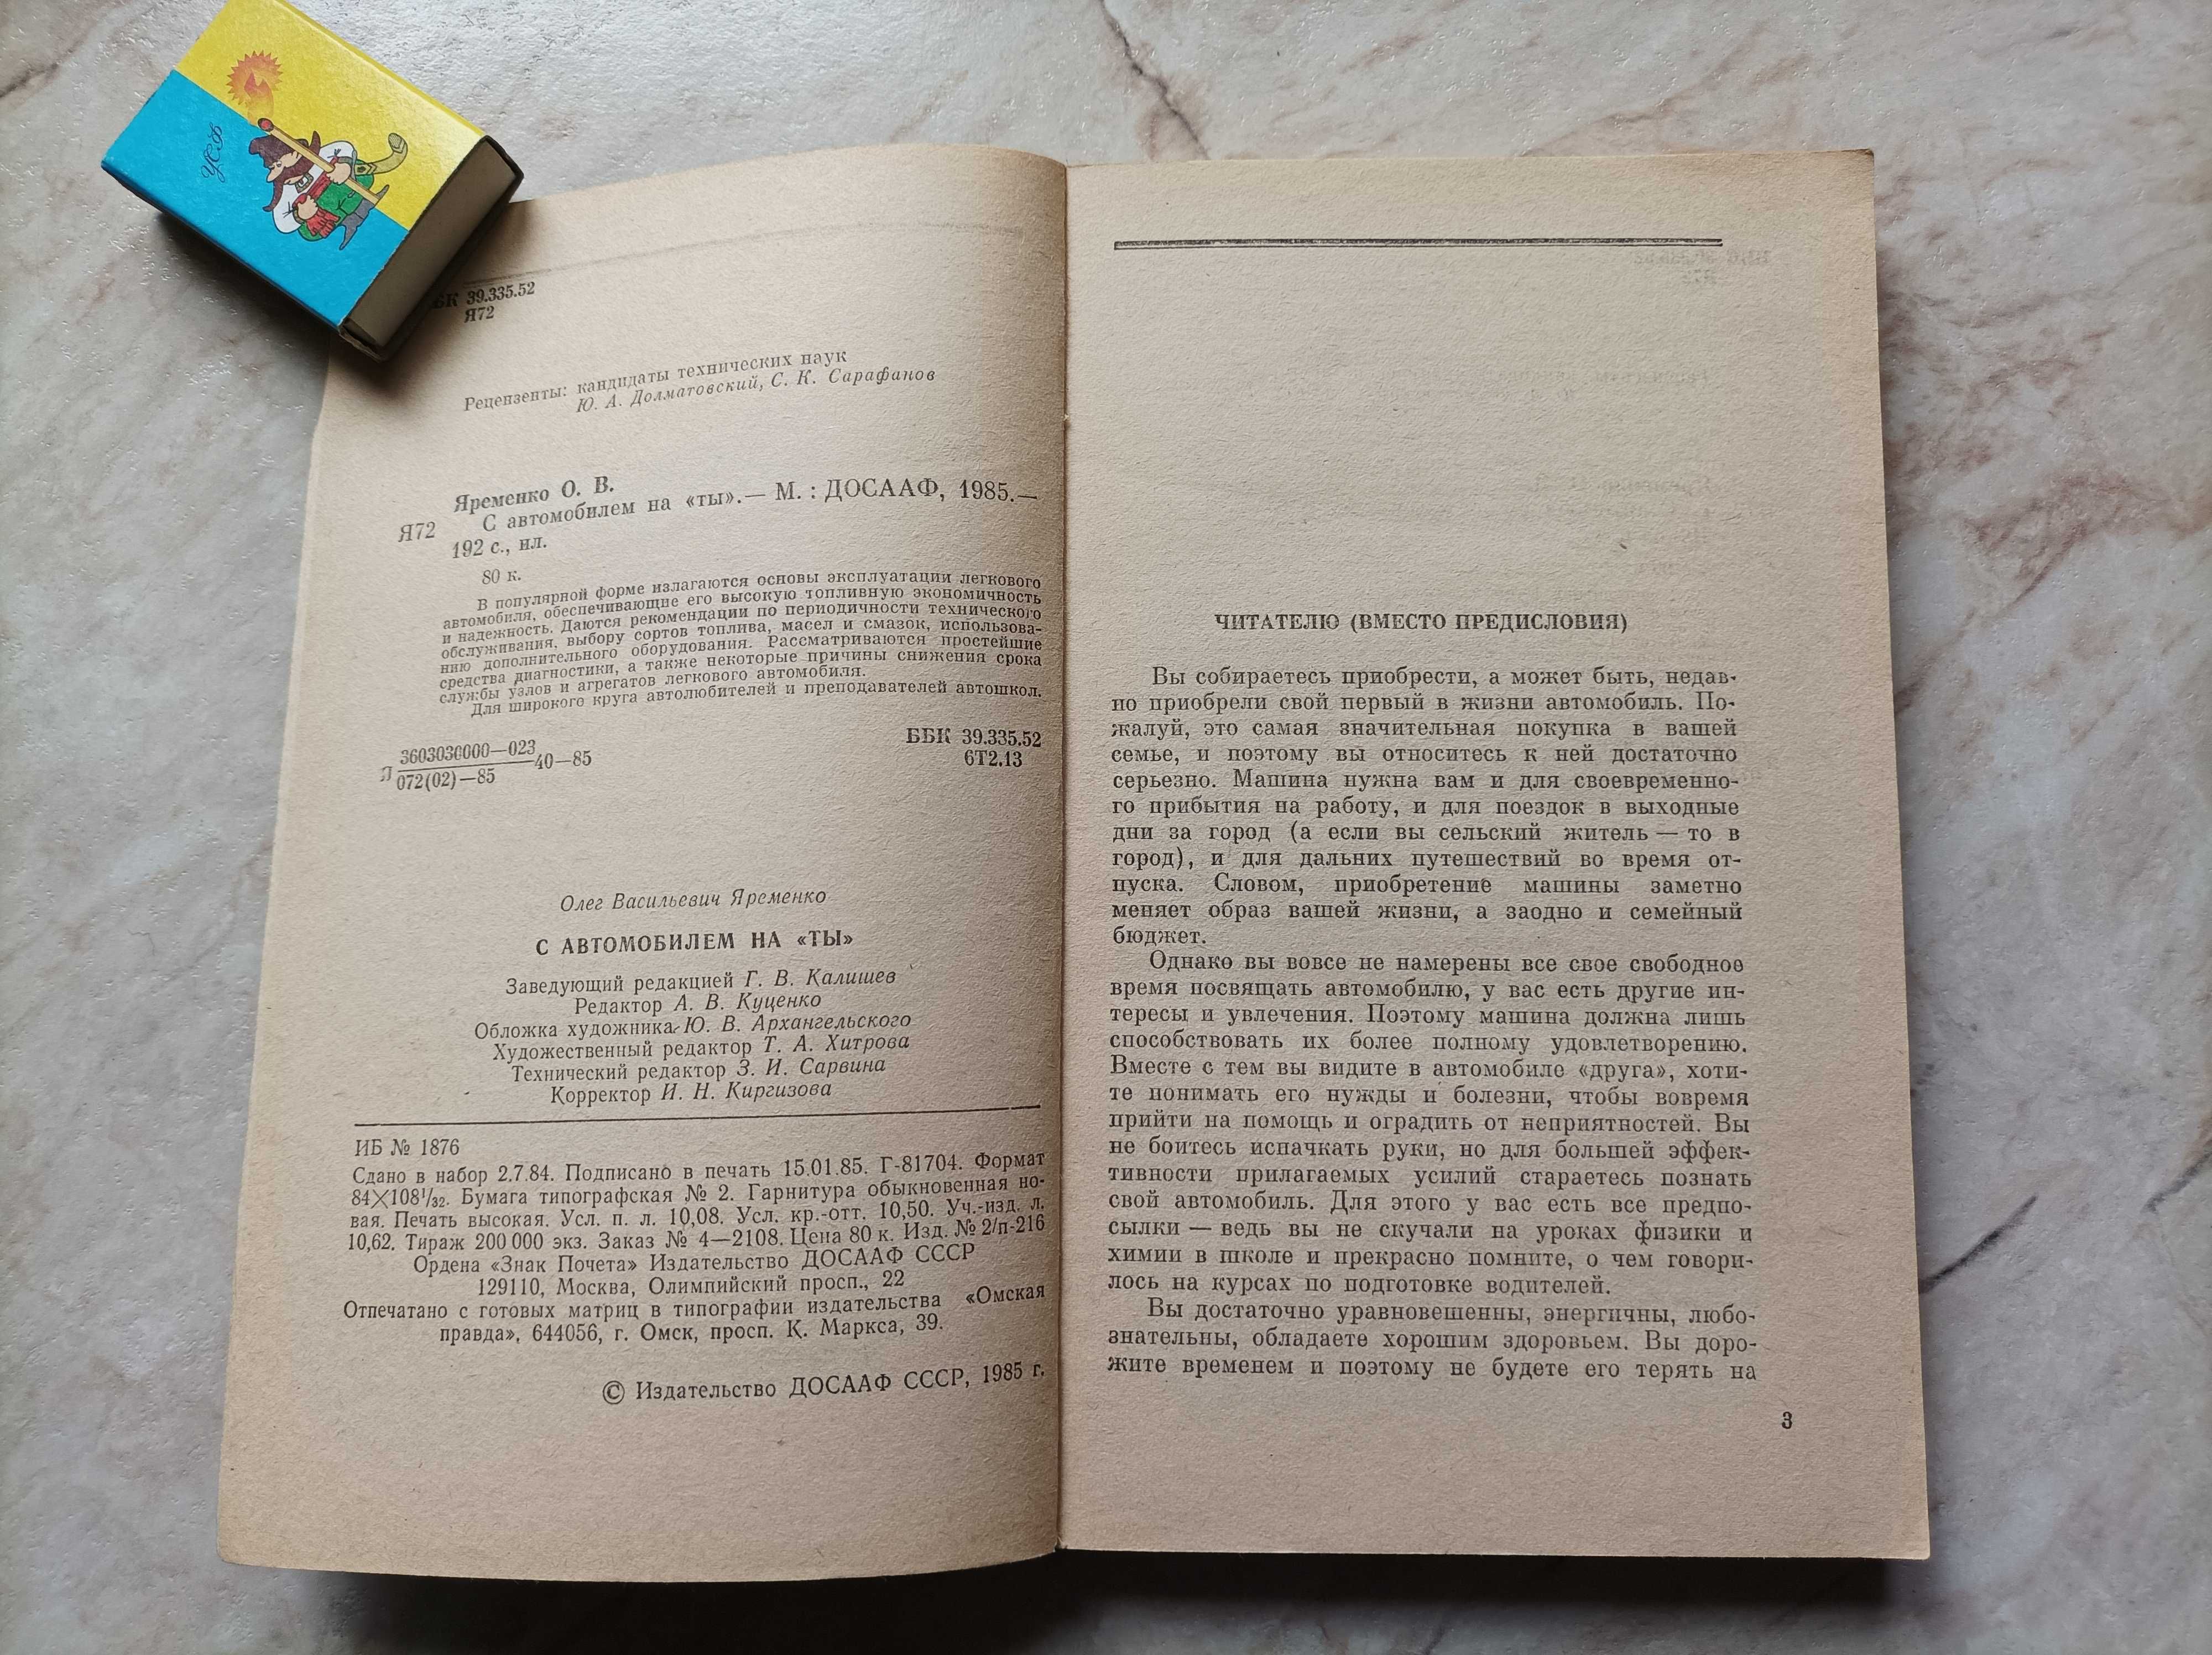 УСФ
БК 39.335.52
Я72
Рецензенты: кандидаты технических наук
Ю. А. Долматовский, С. К. Сарафанов
Яременко О. В.
Я72 С автомобилем на «ты».— М. : ДОСААФ, 1985.—
192 с., ил.
80 к.
В популярной форме излагаются основы эксплуатации легкового
автомобиля, обеспечивающие его высокую топливную экономичность
и надежность. Даются рекомендации по периодичности технического
обслуживания, выбору сортов топлива, масел и смазок, использова-
нию дополнительного оборудования. Рассматриваются простейшие
средства диагностики, а также некоторые причины снижения срока
службы узлов и агрегатов легкового автомобиля.
Для широкого круга автолюбителей и преподавателей автошкол.
Я 3603030000—023 40—85
072(02)—85
ББК 39.335.52
6Т2.13
Олег Васильевич Яременко
С АВТОМОБИЛЕМ НА «ТЫ»
Заведующий редакцией Г. В. Калишев
Редактор А. В. Куценко
Обложка художника Ю. В. Архангельского
Художественный редактор Т. А. Хитрова
Технический редактор З. И. Сарвина
Корректор И. Н. Киргизова
ИБ № 1876
Сдано в набор 2.7.84. Подписано в печать 15.01.85. Г-81704. Формат
84×108 1/32. Бумага типографская № 2. Гарнитура обыкновенная но-
вая. Печать высокая. Усл. п. л. 10,08. Усл. кр.-отт. 10,50. Уч.-изд. л.
10,62. Тираж 200 000 экз. Заказ № 4—2108. Цена 80 к. Изд. № 2/п-216
Ордена «Знак Почета» Издательство ДОСААФ СССР
129110, Москва, Олимпийский просп., 22
Отпечатано с готовых матриц в типографии издательства «Омская
правда», 644056, г. Омск, просп. К. Маркса, 39.
© Издательство ДОСААФ СССР, 1985 г.
ЧИТАТЕЛЮ (ВМЕСТО ПРЕДИСЛОВИЯ)
Вы собираетесь приобрести, а может быть, недав-
но приобрели свой первый в жизни автомобиль. По-
жалуй, это самая значительная покупка в вашей
семье, и поэтому вы относитесь к ней достаточно
серьезно. Машина нужна вам и для своевременно-
го прибытия на работу, и для поездок в выходные
дни за город (а если вы сельский житель — то в
город), и для дальних путешествий во время от-
пуска. Словом, приобретение машины заметно
меняет образ вашей жизни, а заодно и семейный
бюджет.
Однако вы вовсе не намерены все свое свободное
время посвящать автомобилю, у вас есть другие ин-
тересы и увлечения. Поэтому машина должна лишь
способствовать их более полному удовлетворению.
Вместе с тем вы видите в автомобиле «друга», хоти-
те понимать его нужды и болезни, чтобы вовремя
прийти на помощь и оградить от неприятностей. Вы
не боитесь испачкать руки, но для большей эффек-
тивности прилагаемых усилий стараетесь познать
свой автомобиль. Для этого у вас есть все предпо-
сылки — ведь вы не скучали на уроках физики и
химии в школе и прекрасно помните, о чем говори-
лось на курсах по подготовке водителей.
Вы достаточно уравновешенны, энергичны, любо-
знательны, обладаете хорошим здоровьем. Вы доро-
жите временем и поэтому не будете его терять на
3